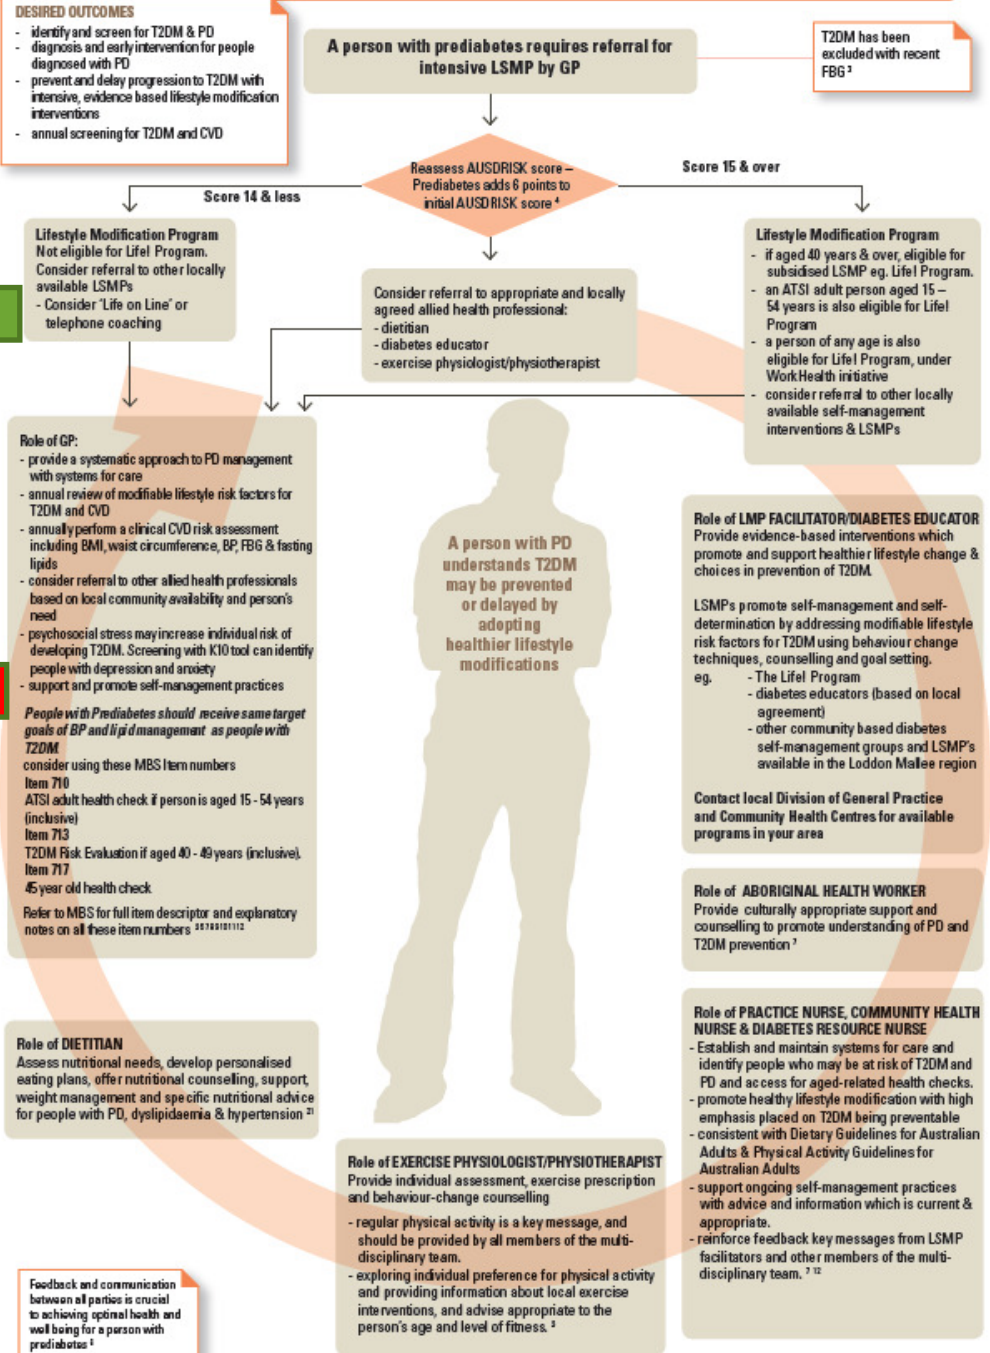 DESIRED OUTCOMES
- identify and screen for T2DM & PD
- diagnosis and early intervention for people
diagnosed with PD
- prevent and delay progression to T2DM with
intensive, evidence based lifestyle modification
interventions
- annual screening for T2DM and CVD
A person with prediabetes requires referral for
intensive LSMP by GP
T2DM has been
excluded with recent
FBG ³
Reassess AUSDRISK score –
Prediabetes adds 6 points to
initial AUSDRISK score ⁴
Score 14 & less
Score 15 & over
Lifestyle Modification Program
Not eligible for Life! Program.
Consider referral to other locally
available LSMPs
- Consider 'Life on Line' or
telephone coaching
Consider referral to appropriate and locally
agreed allied health professional:
- dietitian
- diabetes educator
- exercise physiologist/physiotherapist
Lifestyle Modification Program
- if aged 40 years & over, eligible for
subsidised LSMP eg. Life! Program.
- an ATSI adult person aged 15 –
54 years is also eligible for Life!
Program
- a person of any age is also
eligible for Life! Program, under
WorkHealth initiative
- consider referral to other locally
available self-management
interventions & LSMPs
Role of GP:
- provide a systematic approach to PD management
with systems for care
- annual review of modifiable lifestyle risk factors for
T2DM and CVD
- annually perform a clinical CVD risk assessment
including BMI, waist circumference, BP, FBG & fasting
lipids
- consider referral to other allied health professionals
based on local community availability and person's
need
- psychosocial stress may increase individual risk of
developing T2DM. Screening with K10 tool can identify
people with depression and anxiety
- support and promote self-management practices
People with Prediabetes should receive same target
goals of BP and lipid management as people with
T2DM.
consider using these MBS Item numbers
Item 710
ATSI adult health check if person is aged 15 - 54 years
(inclusive)
Item 713
T2DM Risk Evaluation if aged 40 - 49 years (inclusive).
Item 717
45 year old health check
Refer to MBS for full item descriptor and explanatory
notes on all these item numbers
A person with PD
understands T2DM
may be prevented
or delayed by
adopting
healthier lifestyle
modifications
Role of LMP FACILITATOR/DIABETES EDUCATOR
Provide evidence-based interventions which
promote and support healthier lifestyle change &
choices in prevention of T2DM.
LSMPs promote self-management and self-
determination by addressing modifiable lifestyle
risk factors for T2DM using behaviour change
techniques, counselling and goal setting.
eg. - The Life! Program
- diabetes educators (based on local
agreement)
- other community based diabetes
self-management groups and LSMP's
available in the Loddon Mallee region
Contact local Division of General Practice
and Community Health Centres for available
programs in your area
Role of ABORIGINAL HEALTH WORKER
Provide culturally appropriate support and
counselling to promote understanding of PD and
T2DM prevention ⁷
Role of DIETITIAN
Assess nutritional needs, develop personalised
eating plans, offer nutritional counselling, support,
weight management and specific nutritional advice
for people with PD, dyslipidaemia & hypertension ²¹
Role of PRACTICE NURSE, COMMUNITY HEALTH
NURSE & DIABETES RESOURCE NURSE
- Establish and maintain systems for care and
identify people who may be at risk of T2DM and
PD and access for aged-related health checks.
- promote healthy lifestyle modification with high
emphasis placed on T2DM being preventable
- consistent with Dietary Guidelines for Australian
Adults & Physical Activity Guidelines for
Australian Adults
- support ongoing self-management practices
with advice and information which is current &
appropriate.
- reinforce feedback key messages from LSMP
facilitators and other members of the multi-
disciplinary team. ⁷ ¹²
Role of EXERCISE PHYSIOLOGIST/PHYSIOTHERAPIST
Provide individual assessment, exercise prescription
and behaviour-change counselling
- regular physical activity is a key message, and
should be provided by all members of the multi-
disciplinary team.
- exploring individual preference for physical activity
and providing information about local exercise
interventions, and advise appropriate to the
person's age and level of fitness.
Feedback and communication
between all parties is crucial
to achieving optimal health and
well being for a person with
prediabetes